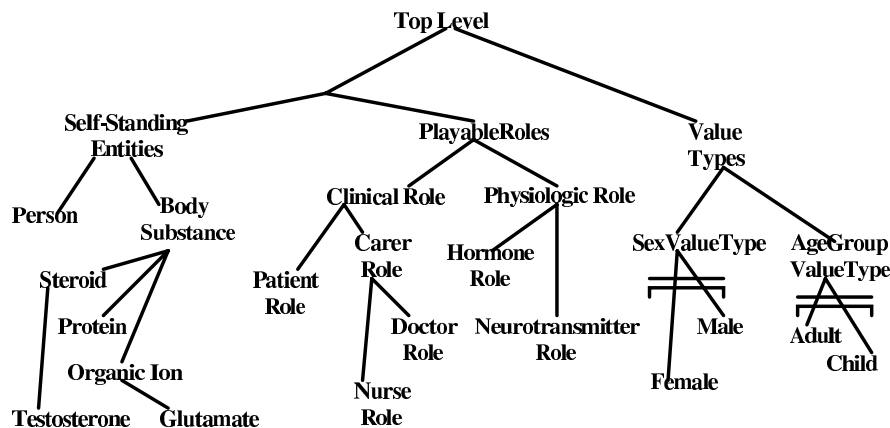 Top Level
Self-Standing
Entities
PlayableRoles
Value
Types
Person
Body
Substance
Clinical Role
Physiologic Role
Steroid
Protein
Organic Ion
Testosterone
Glutamate
Patient
Role
Carer
Role
Doctor
Role
Nurse
Role
Hormone
Role
Neurotransmitter
Role
SexValueType
AgeGroup
ValueType
Male
Female
Adult
Child